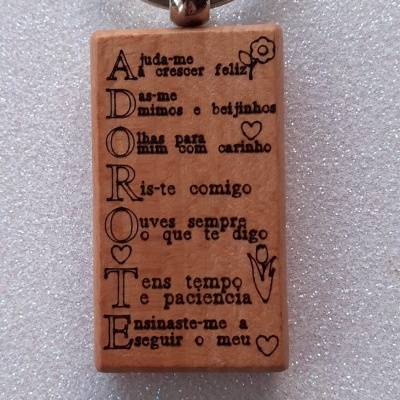 Ajuda-me
a crescer feliz
Das-me
mimos e beijinhos
Olhas para
mim com carinho
Ris-te comigo
Ouves sempre
o que te digo
Tens tempo
e paciencia
Ensinaste-me a
seguir o meu